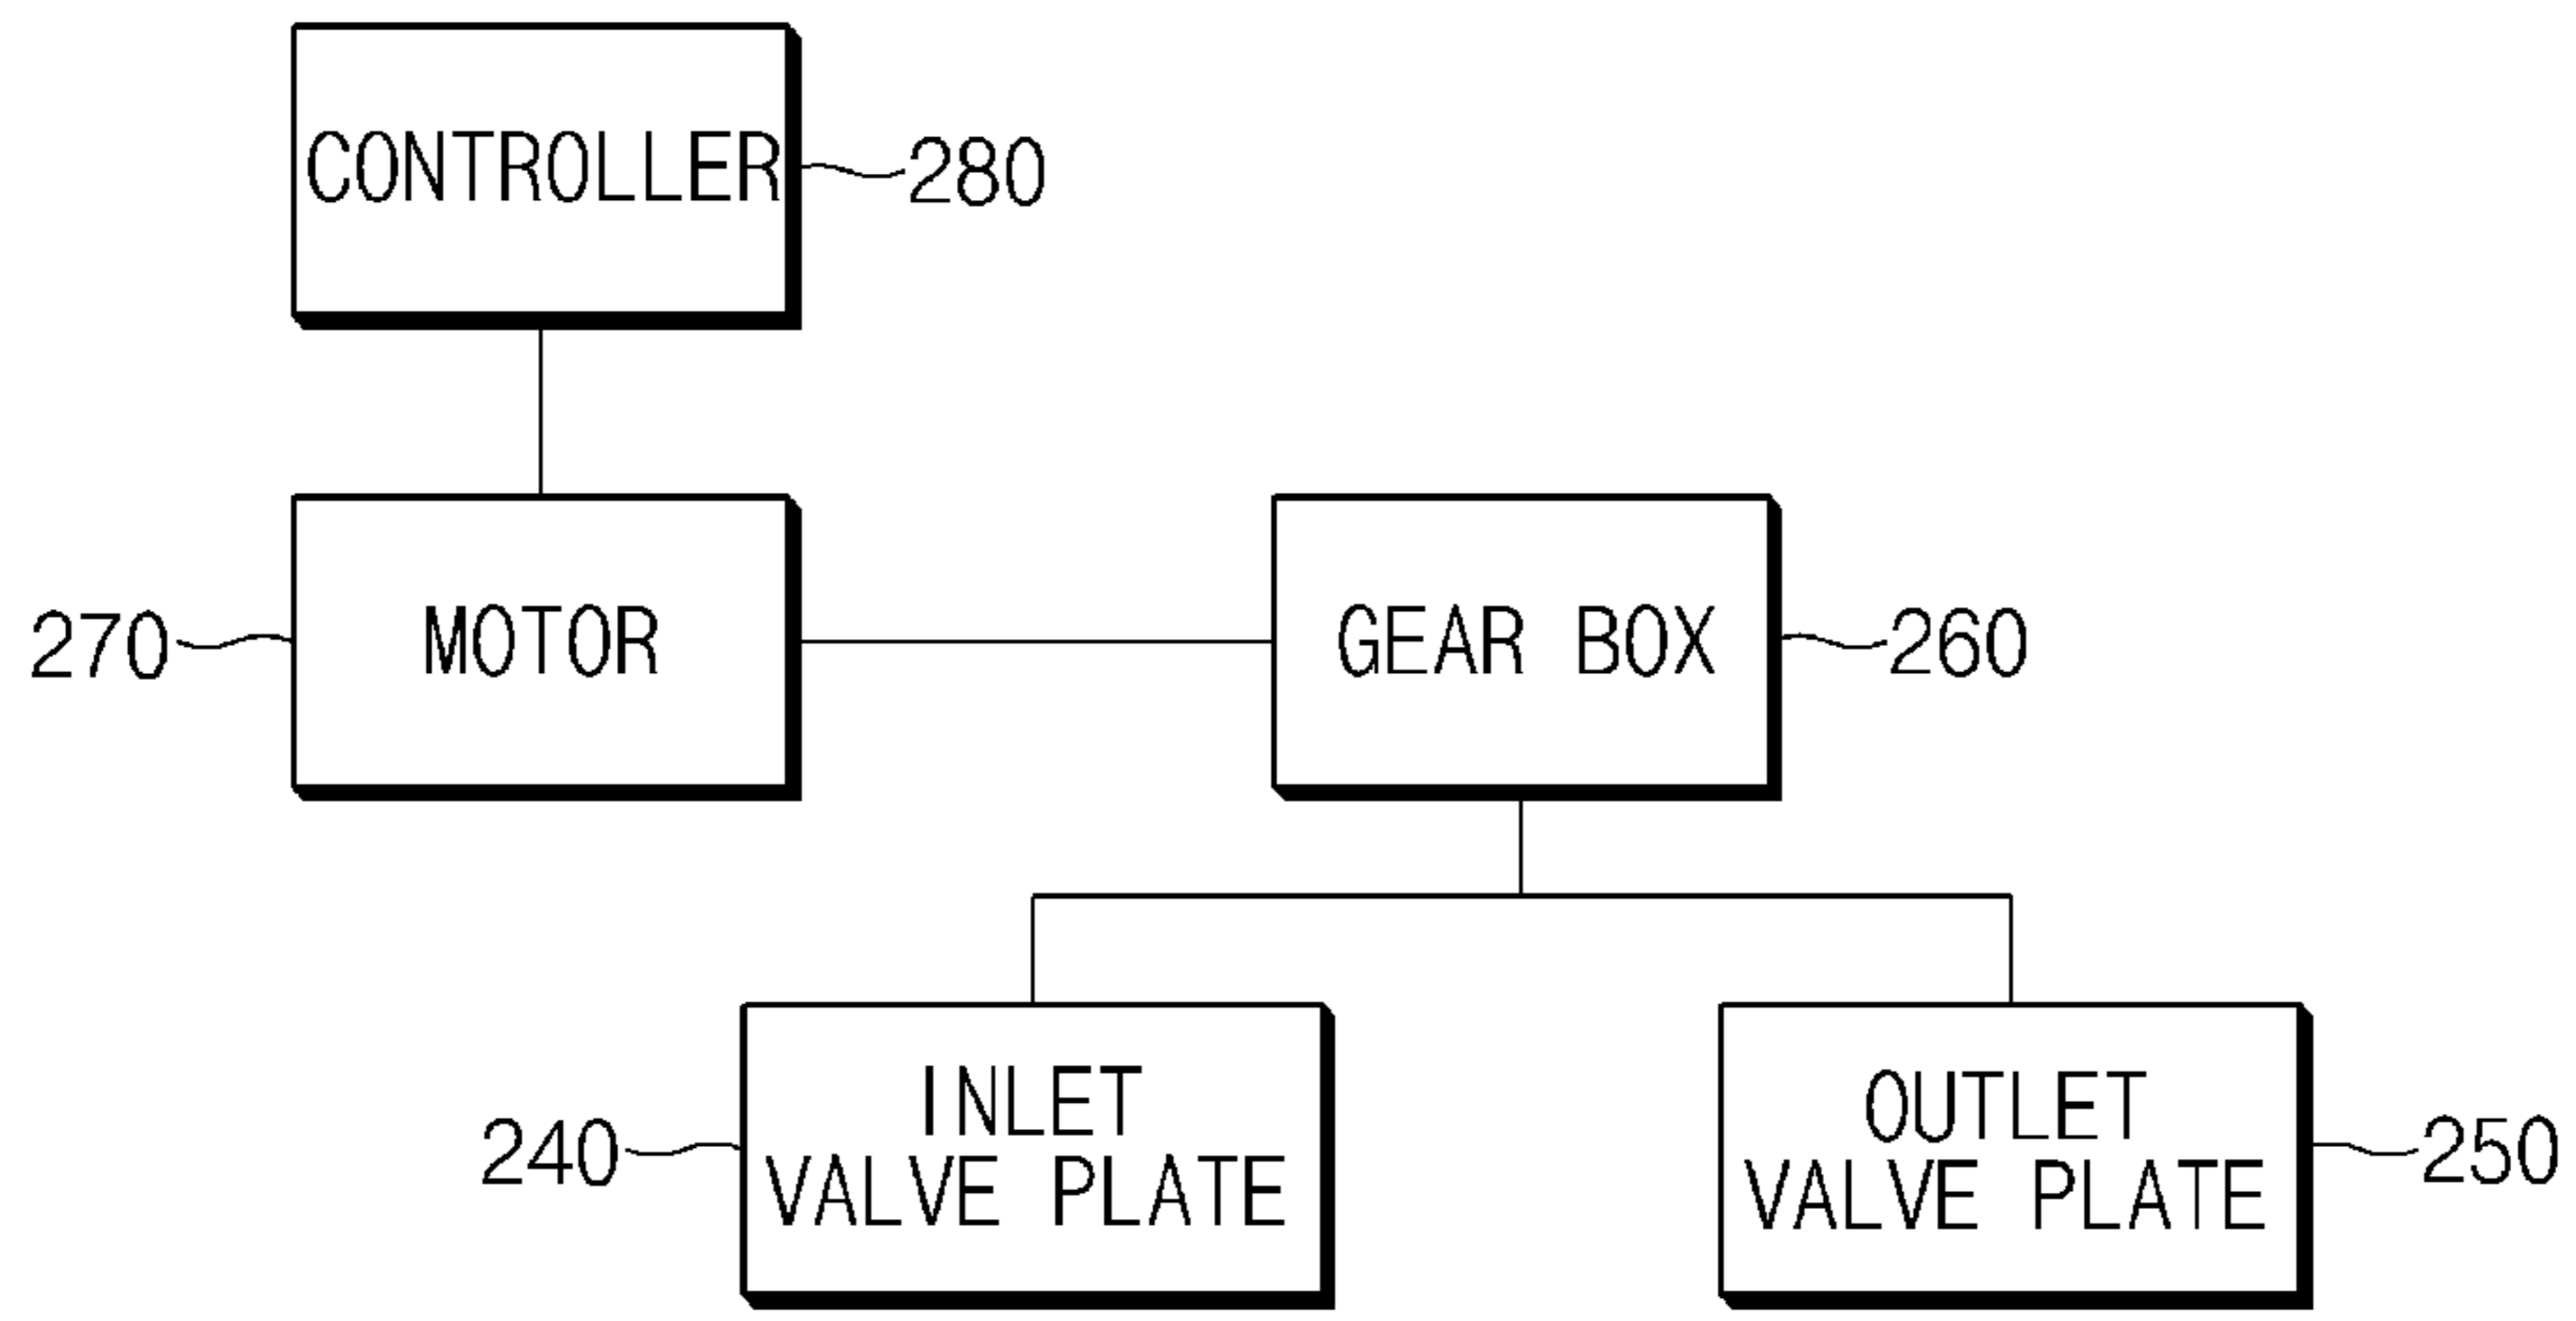 CONTROLLER
280
270
MOTOR
GEAR BOX
260
240
INLET
VALVE PLATE
OUTLET
VALVE PLATE
250